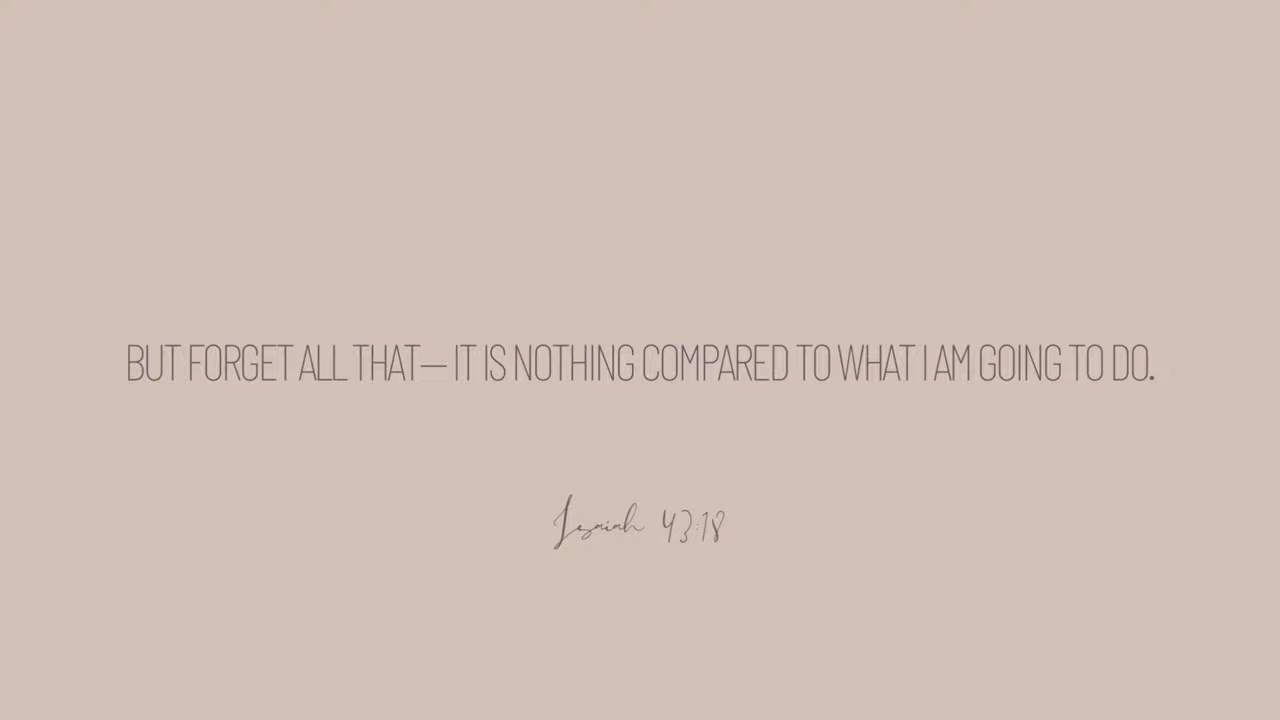 BUT FORGET ALL THAT— IT IS NOTHING COMPARED TO WHAT I AM GOING TO DO.
Isaiah 43:18